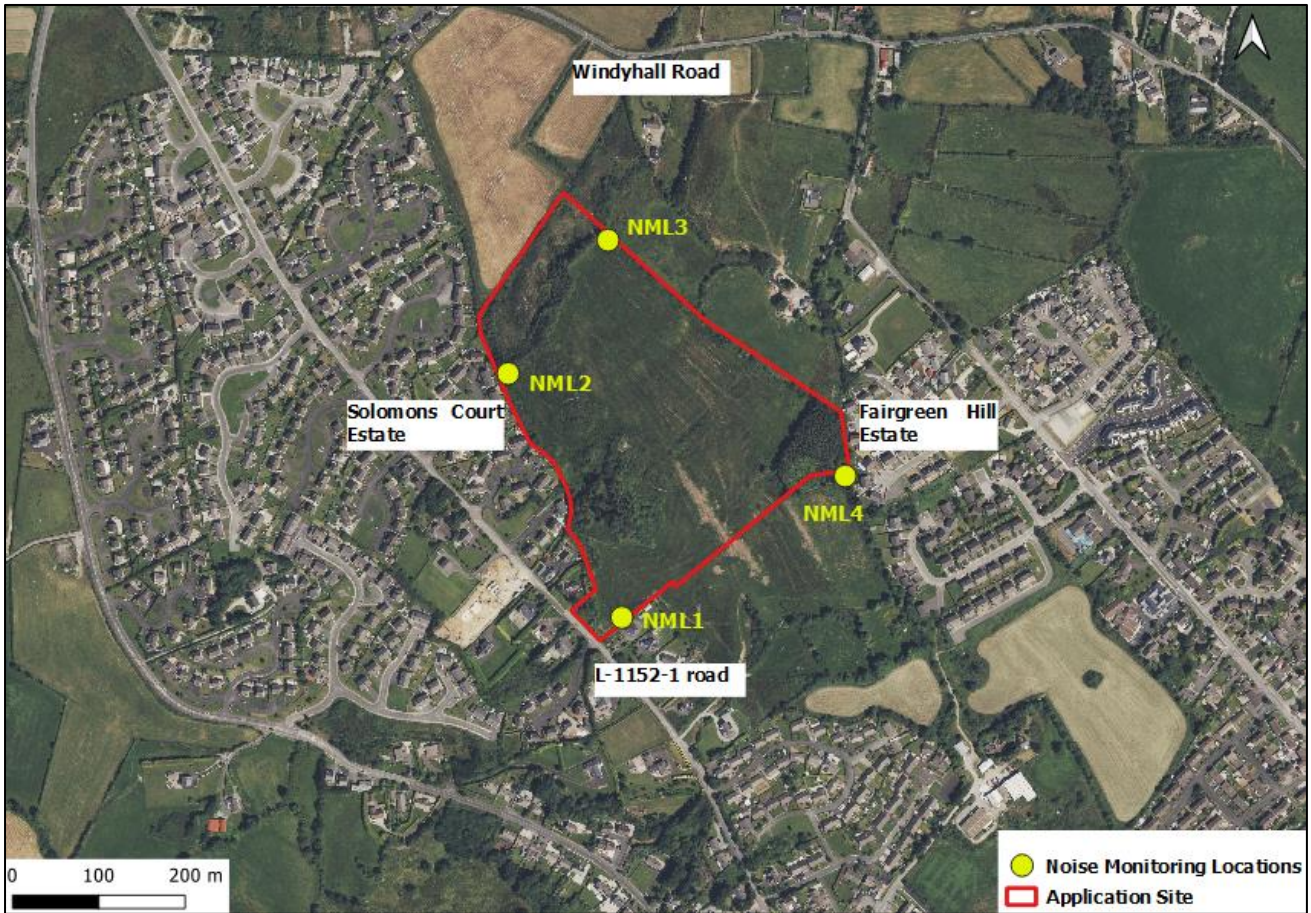 Windyhall Road
NML3
NML2
Solomons Court
Estate
Fairgreen Hill
Estate
NML4
NML1
L-1152-1 road
0 100 200 m
Noise Monitoring Locations
Application Site